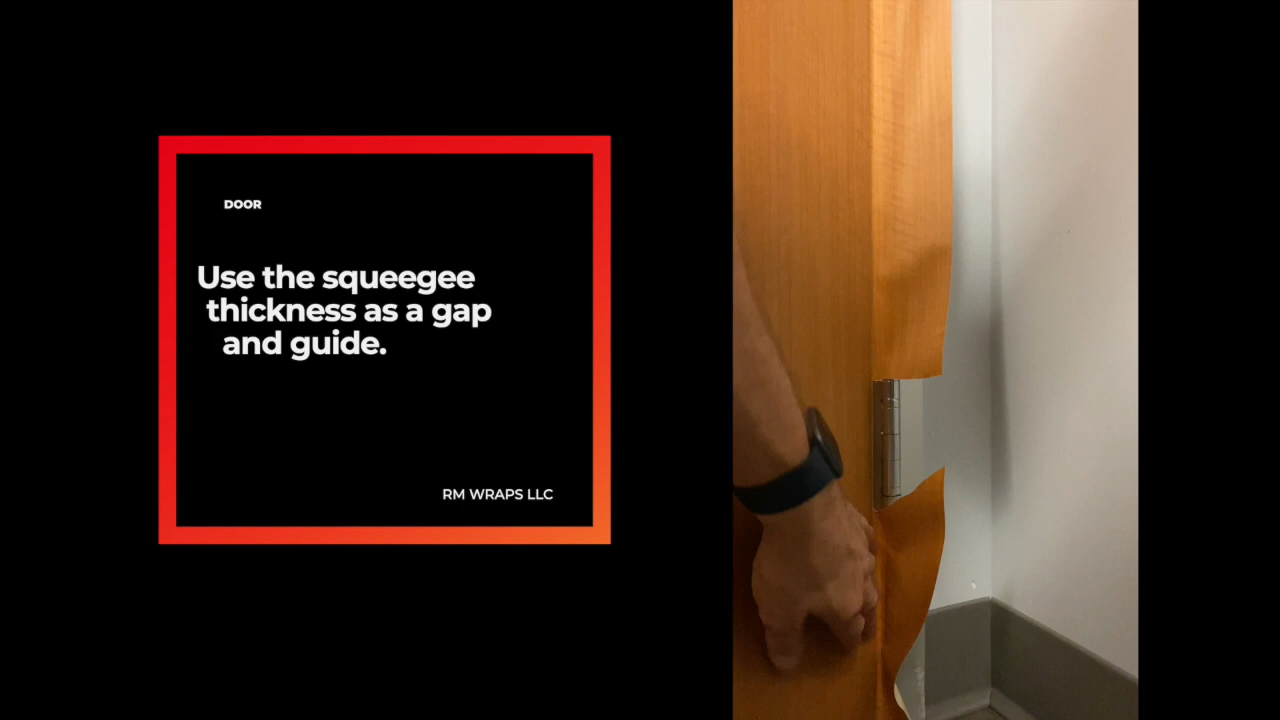 DOOR
Use the squeegee
thickness as a gap
and guide.
RM WRAPS LLC